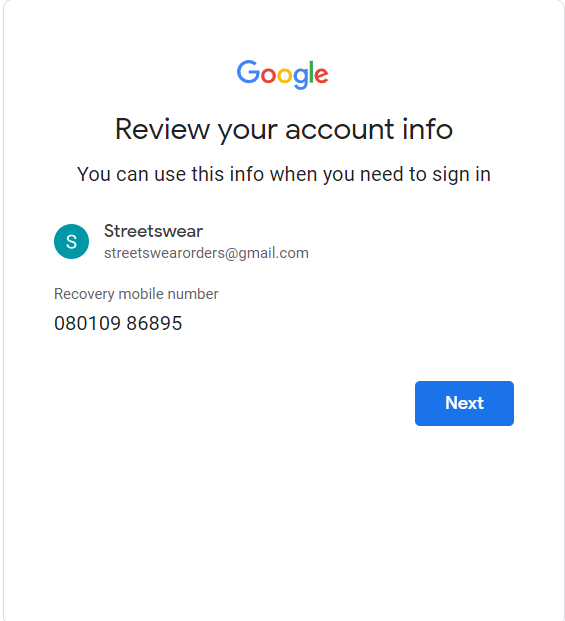 Google
Review your account info
You can use this info when you need to sign in
S
Streetswear
streetswearorders@gmail.com
Recovery mobile number
080109 86895
Next